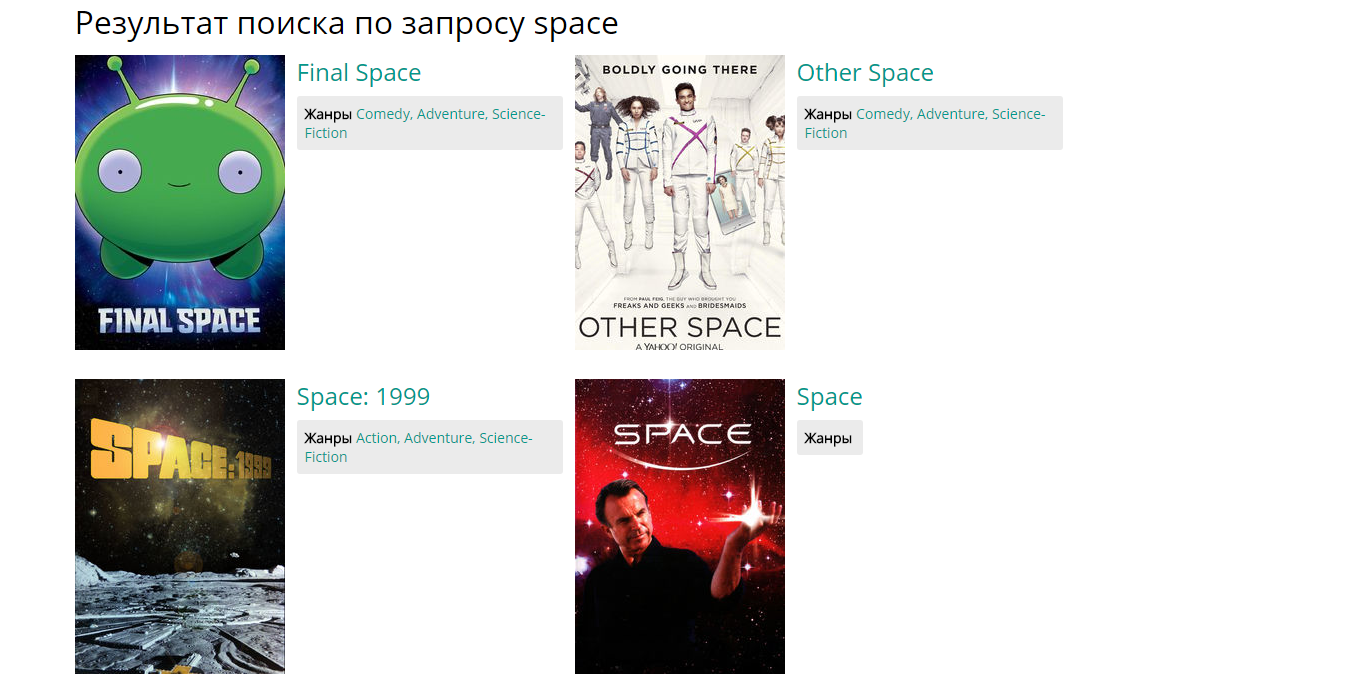 Результат поиска по запросу space
Final Space
Жанры Comedy, Adventure, Science-
Fiction
FINAL SPACE
Other Space
Жанры Comedy, Adventure, Science-
Fiction
BOLDLY GOING THERE
FROM PAUL FEIG, THE GUY WHO BROUGHT YOU
FREAKS AND GEEKS AND BRIDESMAIDS
OTHER SPACE
A YAHOO! ORIGINAL
Space: 1999
Жанры Action, Adventure, Science-
Fiction
SPACE:1999
Space
Жанры
SPACE